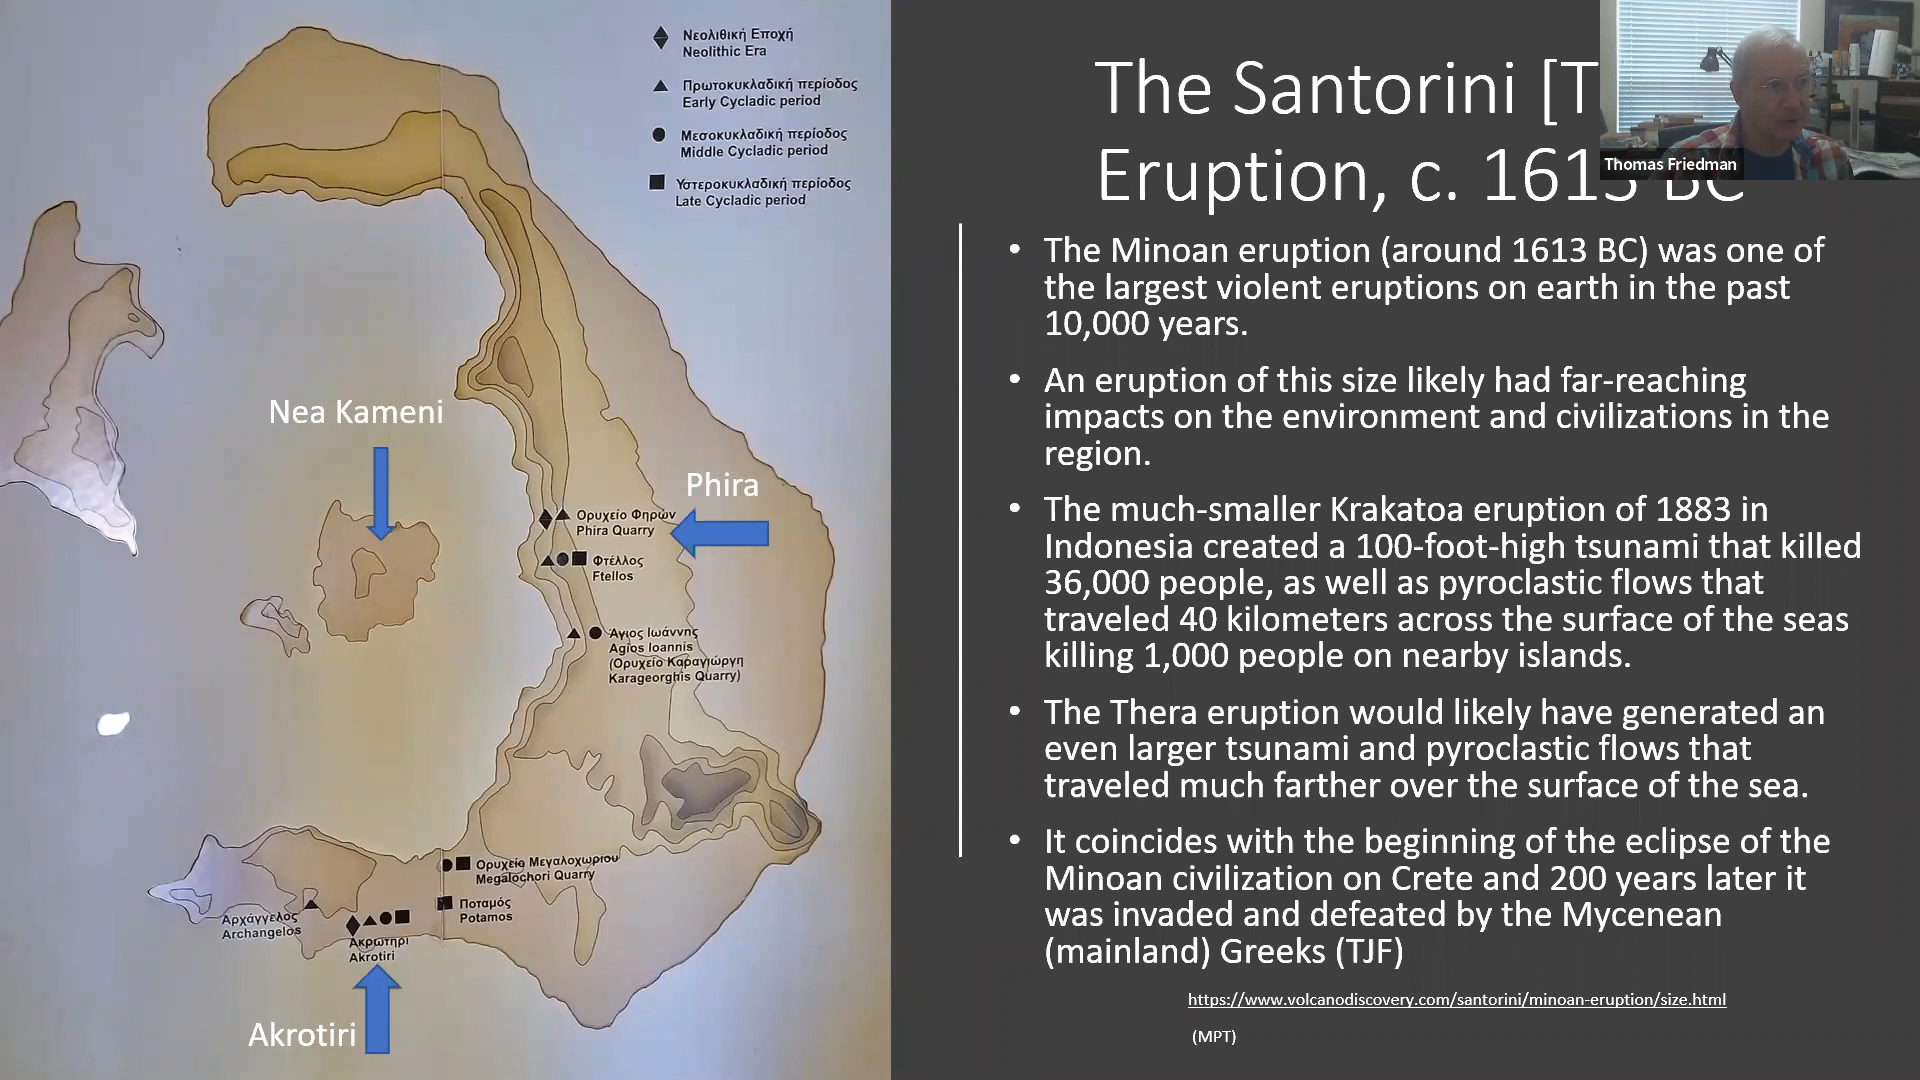 Νεολιθική Εποχή
Neolithic Era
Πρωτοκυκλαδική περίοδος
Early Cycladic period
Μεσοκυκλαδική περίοδος
Middle Cycladic period
Υστεροκυκλαδική περίοδος
Late Cycladic period
Nea Kameni
Phira
Ορυχείο Φηρών
Phira Quarry
Φτέλλος
Ftellos
Άγιος Ιωάννης
Agios Ioannis
(Ορυχείο Καραγιώργη
Karageorghis Quarry)
Ορυχείο Μεγαλοχωρίου
Megalochori Quarry
Ποταμός
Potamos
Αρχάγγελος
Archangelos
Ακρωτήρι
Akrotiri
Akrotiri
The Santorini [T
Eruption, c. 1613 BC
Thomas Friedman
• The Minoan eruption (around 1613 BC) was one of
the largest violent eruptions on earth in the past
10,000 years.
• An eruption of this size likely had far-reaching
impacts on the environment and civilizations in the
region.
• The much-smaller Krakatoa eruption of 1883 in
Indonesia created a 100-foot-high tsunami that killed
36,000 people, as well as pyroclastic flows that
traveled 40 kilometers across the surface of the seas
killing 1,000 people on nearby islands.
• The Thera eruption would likely have generated an
even larger tsunami and pyroclastic flows that
traveled much farther over the surface of the sea.
• It coincides with the beginning of the eclipse of the
Minoan civilization on Crete and 200 years later it
was invaded and defeated by the Mycenean
(mainland) Greeks (TJF)
https://www.volcanodiscovery.com/santorini/minoan-eruption/size.html
(MPT)